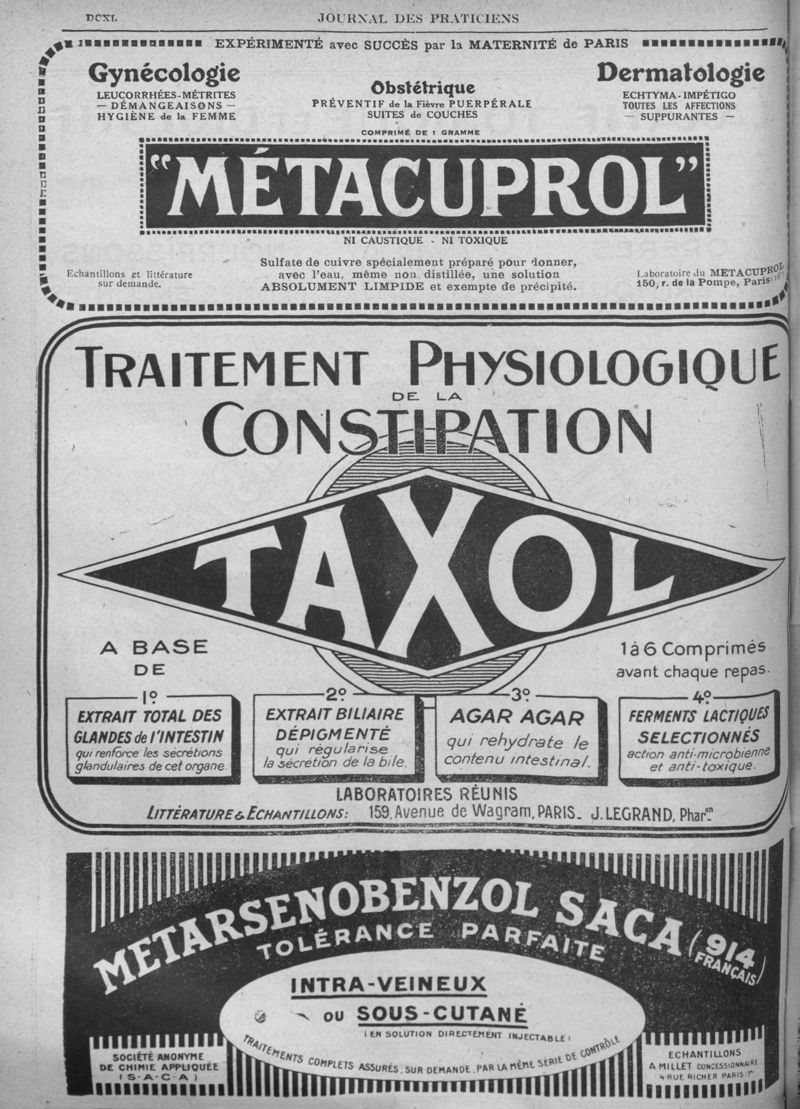 DCXL
JOURNAL DES PRATICIENS
EXPÉRIMENTÉ avec SUCCÈS par la MATERNITÉ de PARIS
Gynécologie
LEUCORRHÉES-MÉTRITES
— DÉMANGEAISONS —
HYGIÈNE de la FEMME
Obstétrique
PRÉVENTIF de la Fièvre PUERPÉRALE
SUITES de COUCHES
Dermatologie
ECHTYMA-IMPÉTIGO
TOUTES LES AFFECTIONS
— SUPPURANTES —
COMPRIMÉ DE 1 GRAMME
"MÉTACUPROL"
NI CAUSTIQUE - NI TOXIQUE
Echantillons et littérature
sur demande.
Sulfate de cuivre spécialement préparé pour donner,
avec l'eau, même non distillée, une solution
ABSOLUMENT LIMPIDE et exempte de précipité.
Laboratoire du METACUPROL
150, r. de la Pompe, Paris
TRAITEMENT PHYSIOLOGIQUE
DE LA
CONSTIPATION
TAXOL
A BASE
DE
1 à 6 Comprimés
avant chaque repas.
1º
EXTRAIT TOTAL DES
GLANDES de l'INTESTIN
qui renforce les sécrétions
glandulaires de cet organe
2º
EXTRAIT BILIAIRE
DÉPIGMENTÉ
qui régularise
la sécrétion de la bile.
3º
AGAR AGAR
qui rehydrate le
contenu intestinal.
4º
FERMENTS LACTIQUES
SELECTIONNÉS
action anti-microbienne
et anti-toxique.
LABORATOIRES RÉUNIS
LITTÉRATURE & ECHANTILLONS: 159, Avenue de Wagram, PARIS_ J. LEGRAND, Pharen
METARSENOBENZOL SACA (914 FRANÇAIS)
TOLÉRANCE PARFAITE
INTRA-VEINEUX
OU SOUS-CUTANÉ
(EN SOLUTION DIRECTEMENT INJECTABLE)
TRAITEMENTS COMPLETS ASSURÉS, SUR DEMANDE, PAR LA MÊME SÉRIE DE CONTRÔLE
SOCIÉTÉ ANONYME
DE CHIMIE APPLIQUÉE
(S·A·C·A)
ECHANTILLONS
A MILLET CONCESSIONNAIRE
4 RUE RICHER PARIS